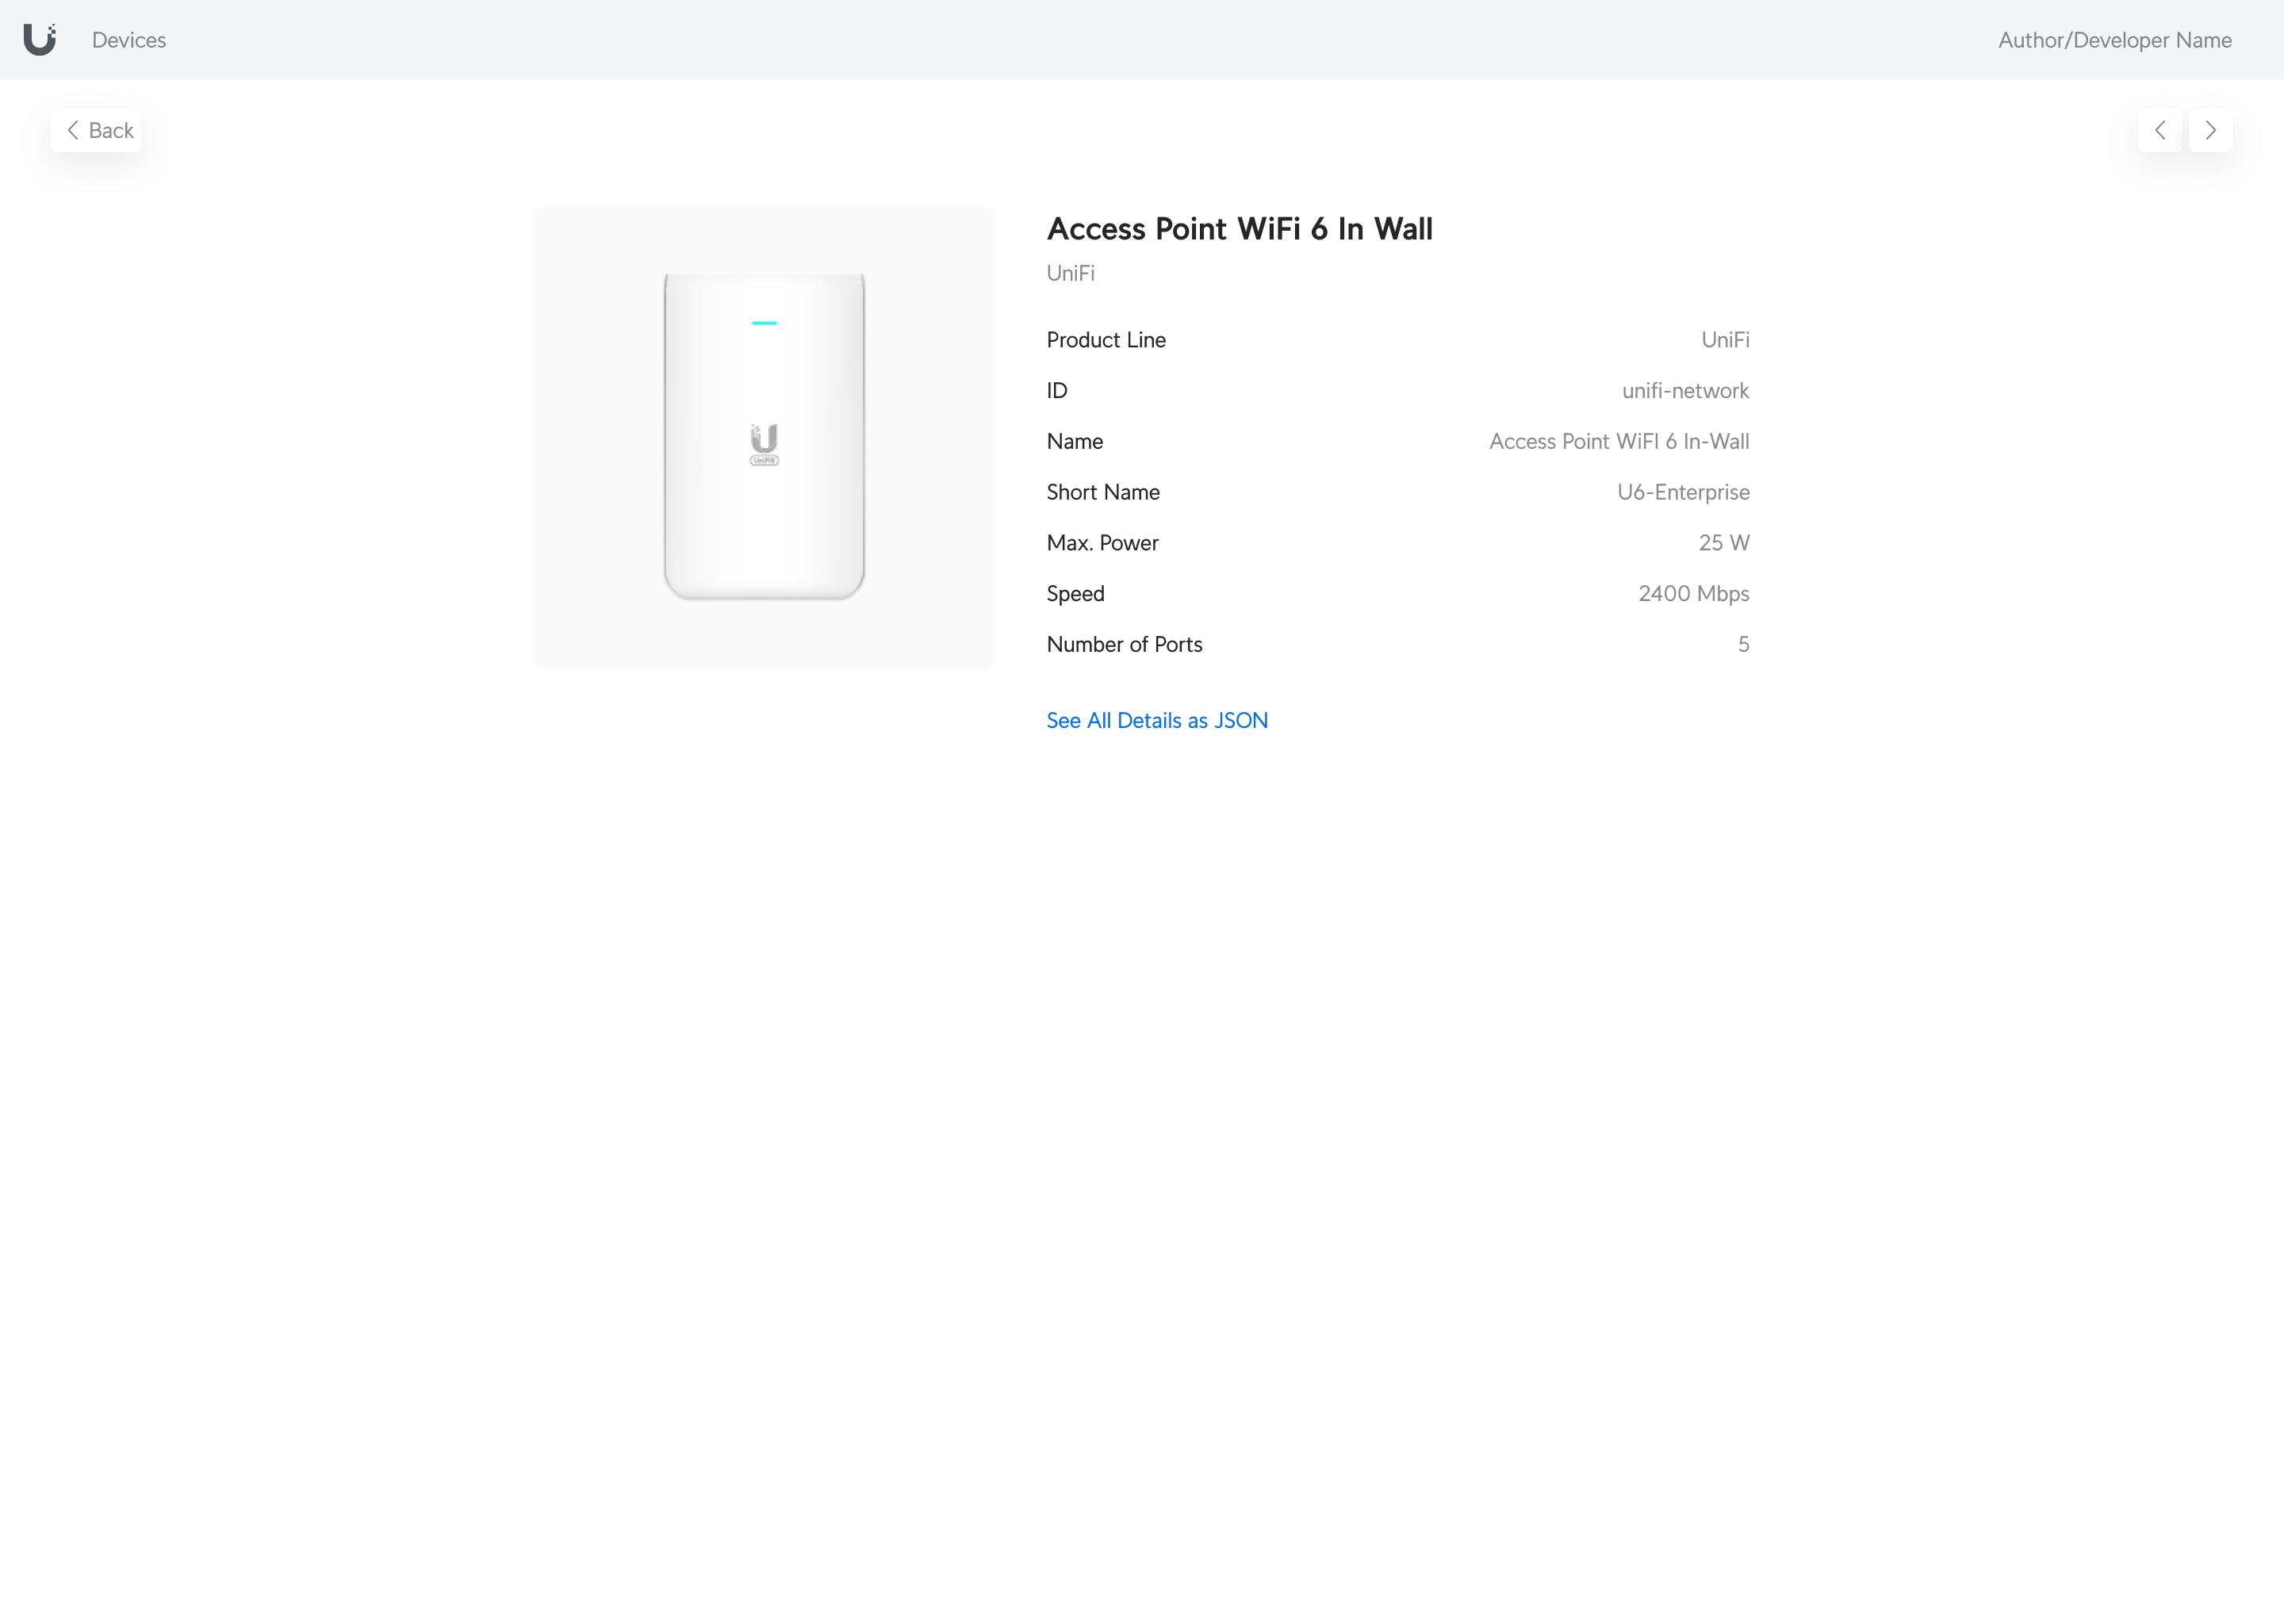 Devices
Author/Developer Name
Back
Access Point WiFi 6 In Wall
UniFi
Product Line UniFi
ID unifi-network
Name Access Point WiFI 6 In-Wall
Short Name U6-Enterprise
Max. Power 25 W
Speed 2400 Mbps
Number of Ports 5
See All Details as JSON